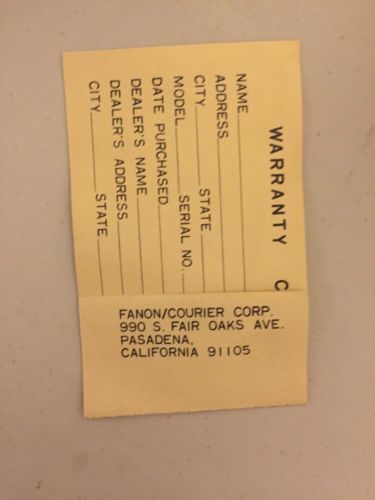 WARRANTY C
NAME
ADDRESS
CITY STATE
MODEL SERIAL NO.
DATE PURCHASED
DEALER'S NAME
DEALER'S ADDRESS
CITY STATE
FANON/COURIER CORP.
990 S. FAIR OAKS AVE.
PASADENA,
CALIFORNIA 91105